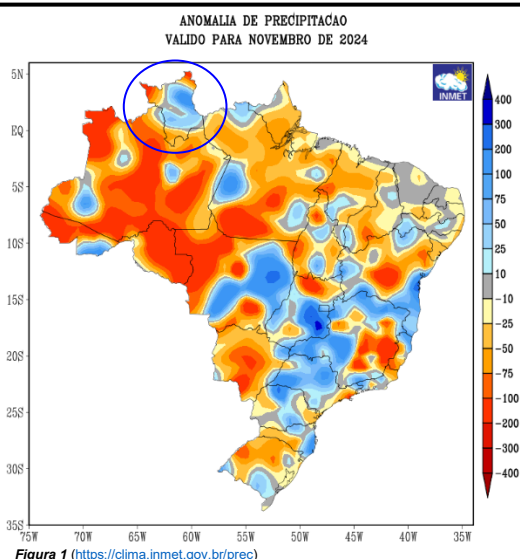 ANOMALIA DE PRECIPITACAO
VALIDO PARA NOVEMBRO DE 2024
5N
EQ
5S
10S
15S
20S
25S
30S
35S
75W 70W 65W 60W 55W 50W 45W 40W 35W
INMET
400
300
200
100
75
50
25
10
-10
-25
-50
-75
-100
-200
-300
-400
Figura 1 (https://clima.inmet.gov.br/prec)